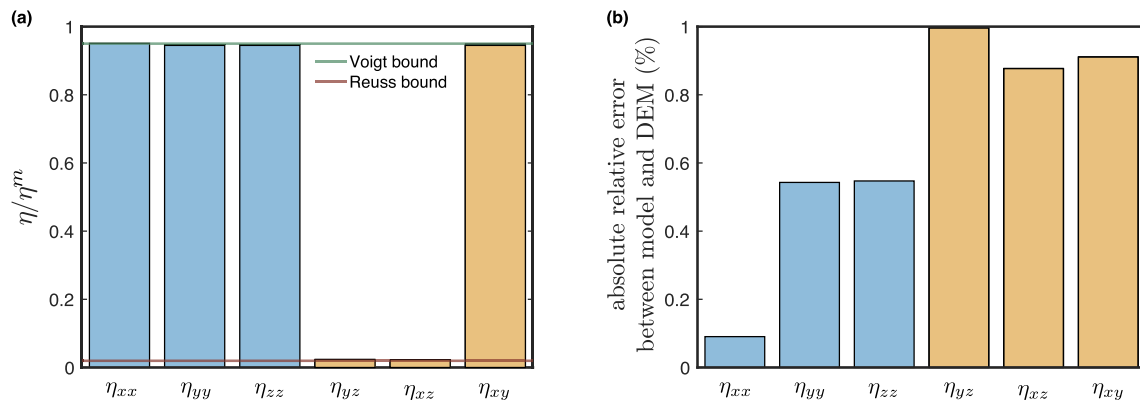 (a)
1
0.8
0.6
0.4
0.2
0
η/η^m
Voigt bound
Reuss bound
η_xx η_yy η_zz η_yz η_xz η_xy
(b)
1
0.8
0.6
0.4
0.2
0
absolute relative error
between model and DEM (%)
η_xx η_yy η_zz η_yz η_xz η_xy